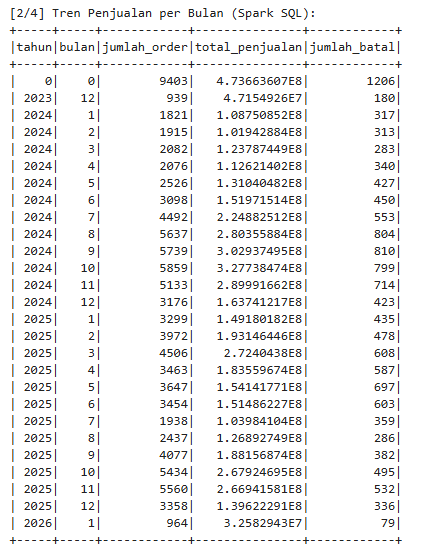 [2/4] Tren Penjualan per Bulan (Spark SQL):
+-----+-----+------------+---------------+------------+
|tahun|bulan|jumlah_order|total_penjualan|jumlah_batal|
+-----+-----+------------+---------------+------------+
|    0|    0|        9403|   4.73663607E8|        1206|
| 2023|   12|         939|    4.7154926E7|         180|
| 2024|    1|        1821|   1.08750852E8|         317|
| 2024|    2|        1915|   1.01942884E8|         313|
| 2024|    3|        2082|   1.23787449E8|         283|
| 2024|    4|        2076|   1.12621402E8|         340|
| 2024|    5|        2526|   1.31040482E8|         427|
| 2024|    6|        3098|   1.51971514E8|         450|
| 2024|    7|        4492|   2.24882512E8|         553|
| 2024|    8|        5637|   2.80355884E8|         804|
| 2024|    9|        5739|   3.02937495E8|         810|
| 2024|   10|        5859|   3.27738474E8|         799|
| 2024|   11|        5133|   2.89991662E8|         714|
| 2024|   12|        3176|   1.63741217E8|         423|
| 2025|    1|        3299|   1.49180182E8|         435|
| 2025|    2|        3972|   1.93146446E8|         478|
| 2025|    3|        4506|    2.7240438E8|         608|
| 2025|    4|        3463|   1.83559674E8|         587|
| 2025|    5|        3647|   1.54141771E8|         697|
| 2025|    6|        3454|   1.51486227E8|         603|
| 2025|    7|        1938|   1.03984104E8|         359|
| 2025|    8|        2437|   1.26892749E8|         286|
| 2025|    9|        4077|   1.88156874E8|         382|
| 2025|   10|        5434|   2.67924695E8|         495|
| 2025|   11|        5560|   2.66941581E8|         532|
| 2025|   12|        3358|   1.39622291E8|         336|
| 2026|    1|         964|    3.2582943E7|          79|
+-----+-----+------------+---------------+------------+